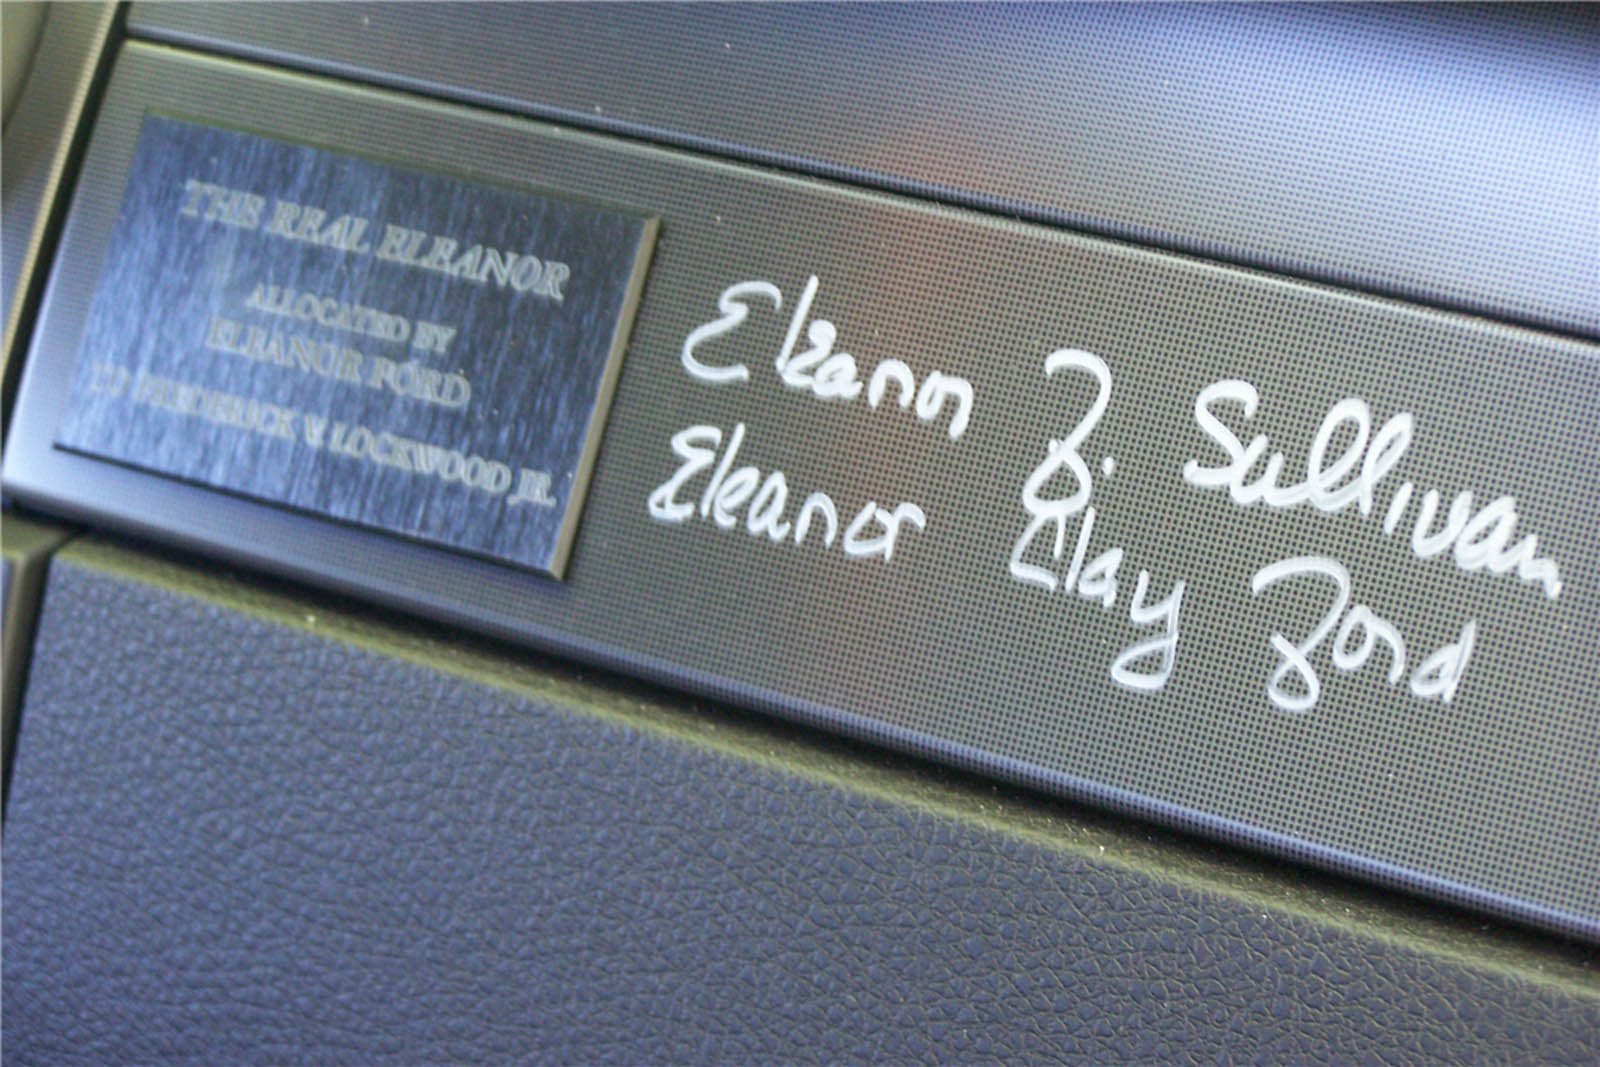 THE REAL ELEANOR
ALLOCATED BY
ELEANOR FORD
TO FREDERICK V LOCKWOOD JR.
Eleanor F. Sullivan
Eleanor Clay Ford